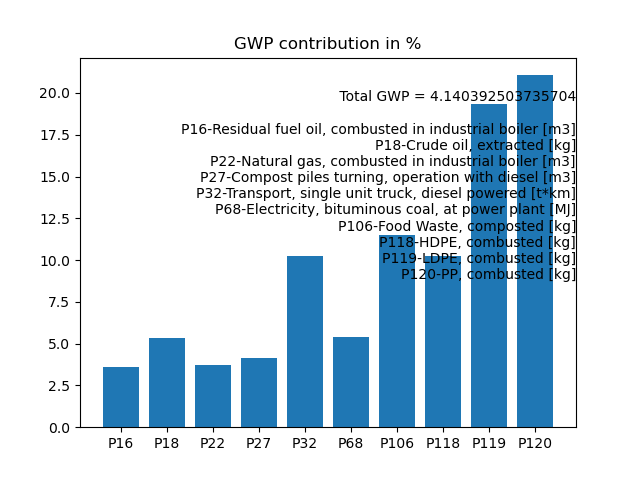 GWP contribution in %
20.0
17.5
15.0
12.5
10.0
7.5
5.0
2.5
0.0
Total GWP = 4.140392503735704
P16-Residual fuel oil, combusted in industrial boiler [m3]
P18-Crude oil, extracted [kg]
P22-Natural gas, combusted in industrial boiler [m3]
P27-Compost piles turning, operation with diesel [m3]
P32-Transport, single unit truck, diesel powered [t*km]
P68-Electricity, bituminous coal, at power plant [MJ]
P106-Food Waste, composted [kg]
P118-HDPE, combusted [kg]
P119-LDPE, combusted [kg]
P120-PP, combusted [kg]
P16 P18 P22 P27 P32 P68 P106 P118 P119 P120